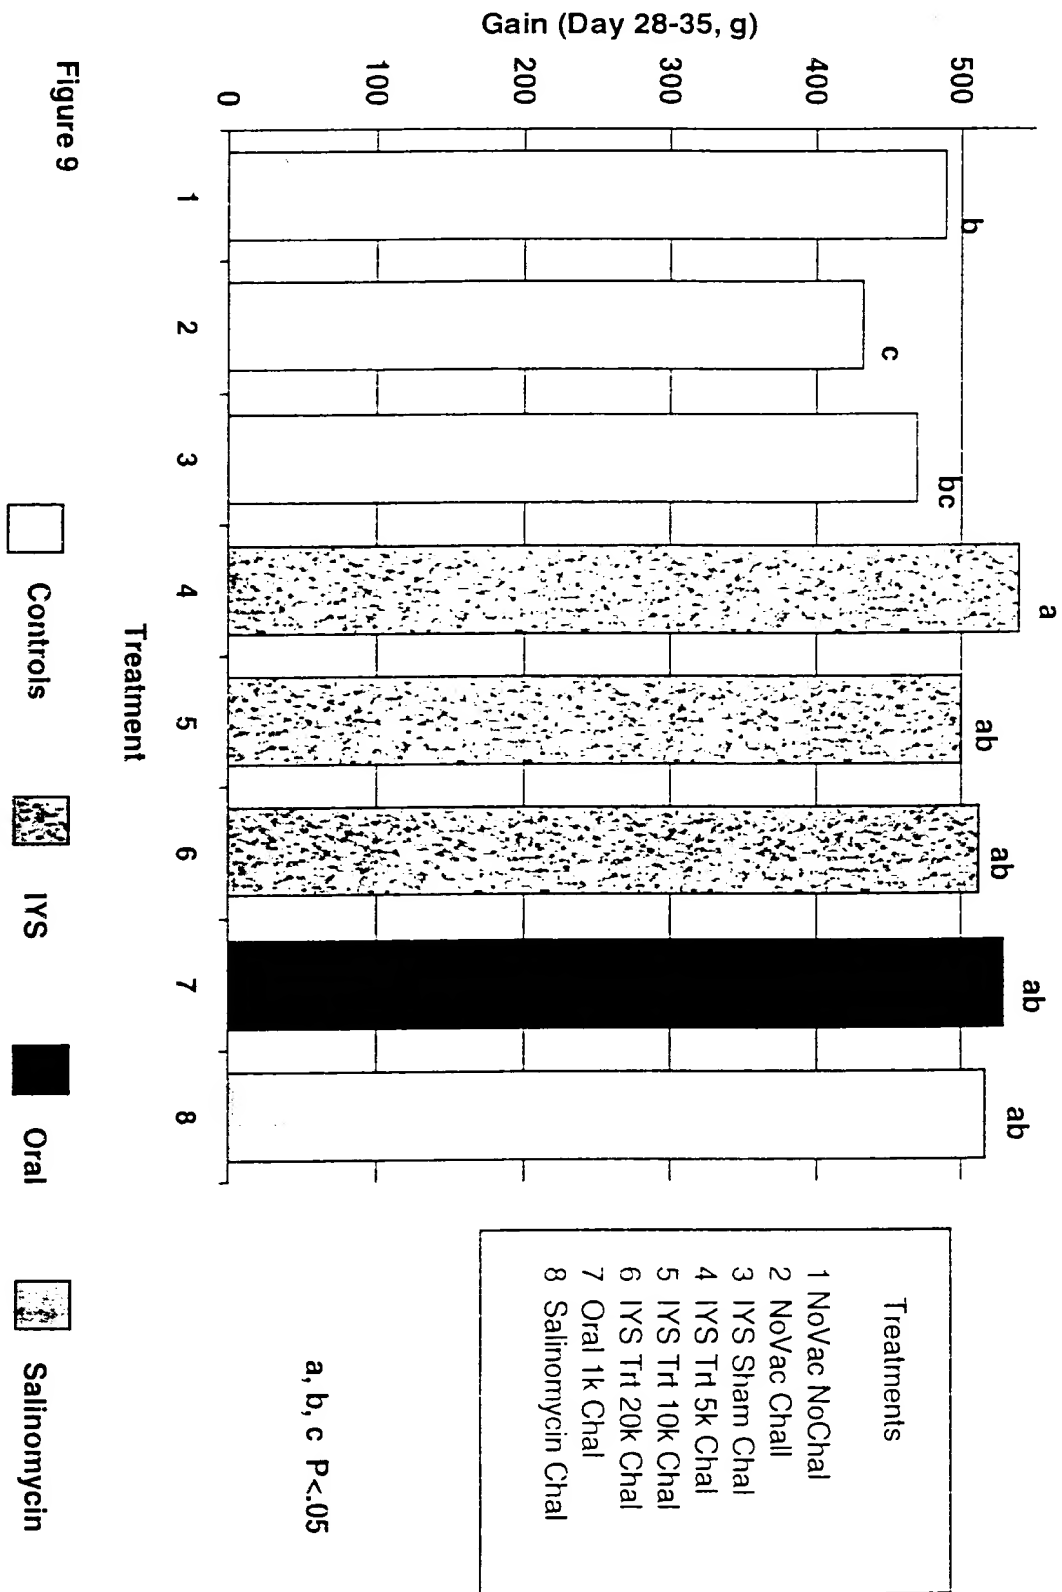 Figure 9
Gain (Day 28-35, g)
500
400
300
200
100
0
b
c
bc
a
ab
ab
ab
ab
1
2
3
4
5
6
7
8
Treatment
Controls
IYS
Oral
Salinomycin
Treatments
1 NoVac NoChal
2 NoVac Chall
3 IYS Sham Chal
4 IYS Trt 5k Chal
5 IYS Trt 10k Chal
6 IYS Trt 20k Chal
7 Oral 1k Chal
8 Salinomycin Chal
a, b, c P<.05